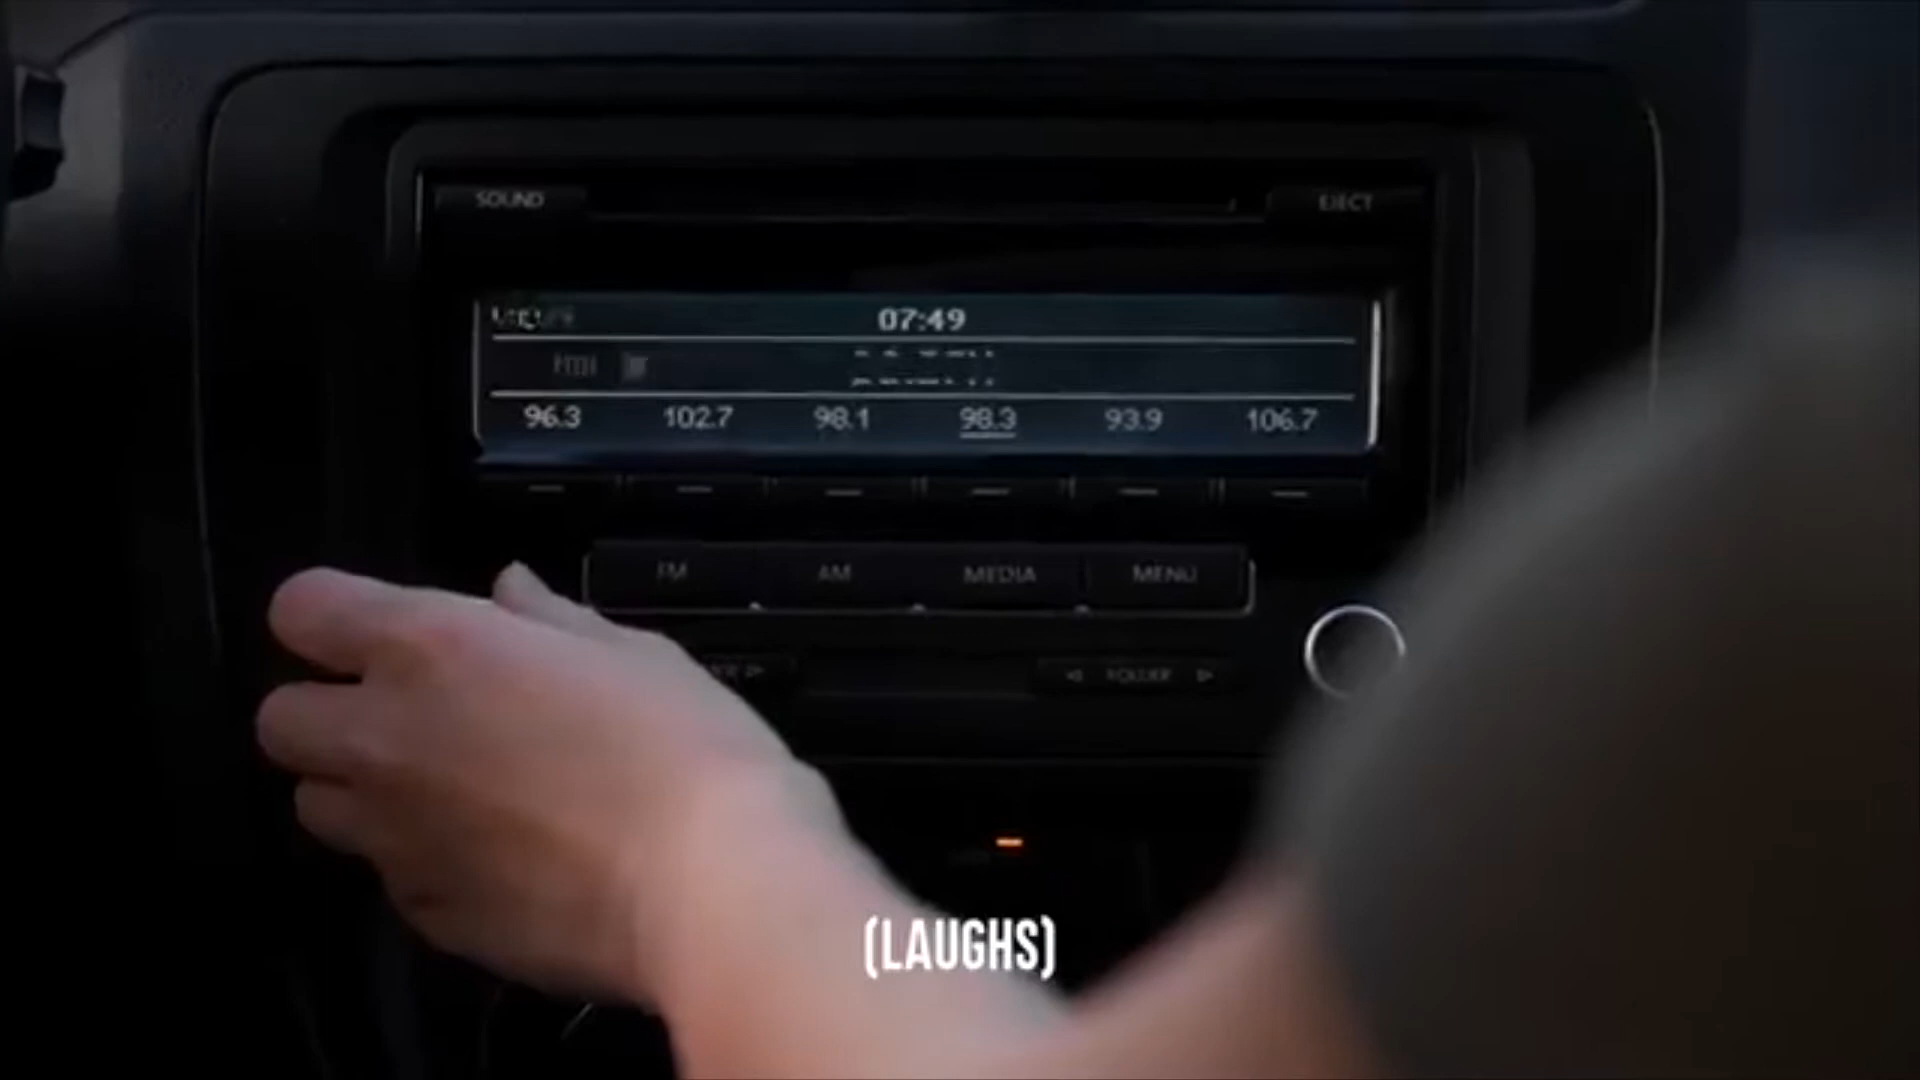 SOUND EJECT
07:49
96.3 102.7 98.1 98.3 93.9 106.7
FM AM MEDIA MENU
FOLDER
(LAUGHS)